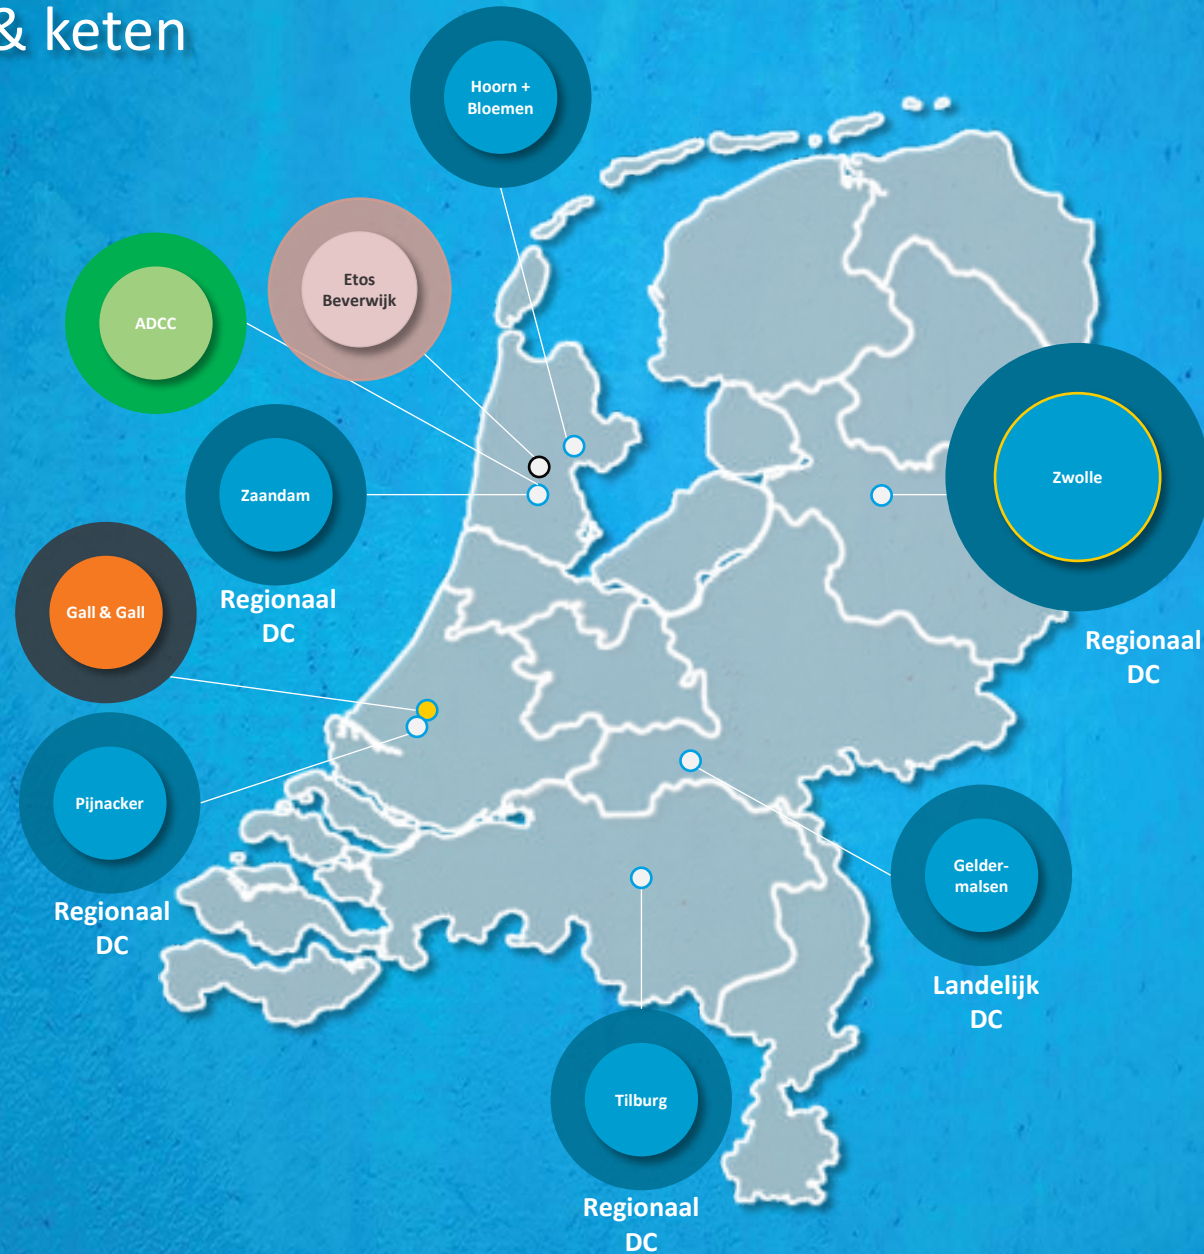 & keten
Hoorn +
Bloemen
Etos
Beverwijk
ADCC
Zaandam
Regionaal
DC
Zwolle
Regionaal
DC
Gall & Gall
Pijnacker
Regionaal
DC
Gelder-
malsen
Landelijk
DC
Tilburg
Regionaal
DC